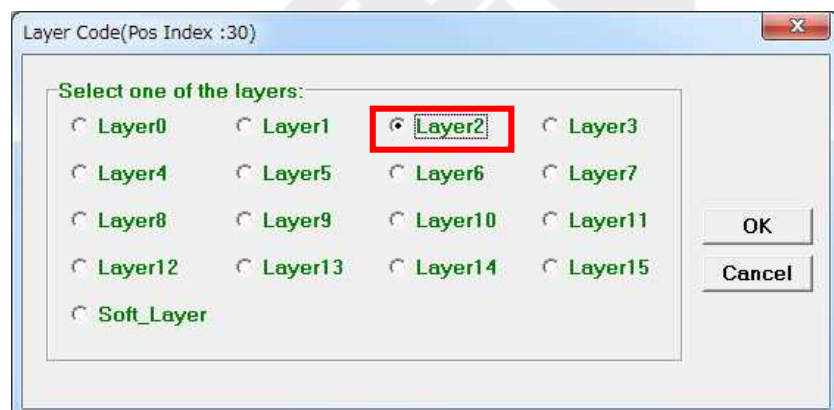 Layer Code(Pos Index :30)
Select one of the layers:
Layer0 Layer1 Layer2 Layer3
Layer4 Layer5 Layer6 Layer7
Layer8 Layer9 Layer10 Layer11
OK
Layer12 Layer13 Layer14 Layer15
Cancel
Soft_Layer